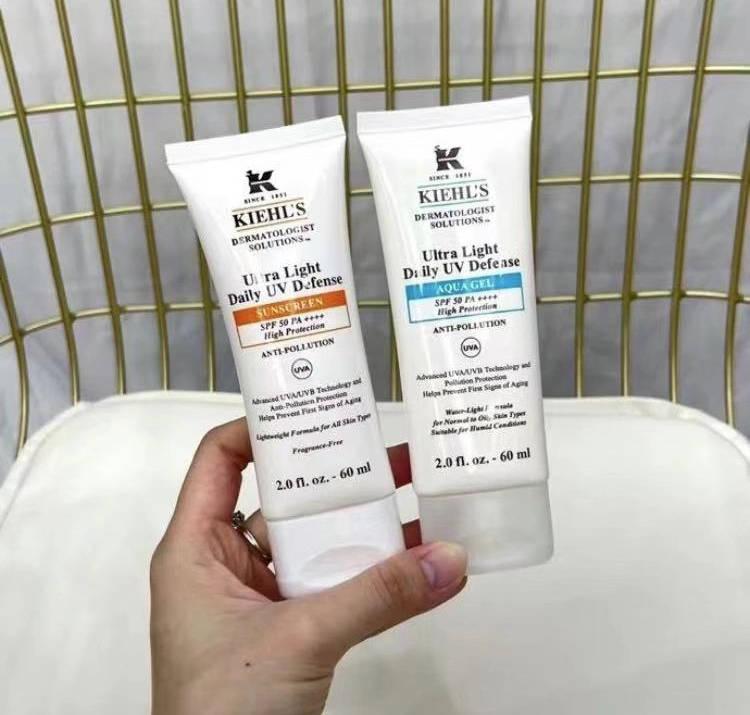 K
SINCE 1851
KIEHL'S
DERMATOLOGIST
SOLUTIONS™
Ultra Light
Daily UV Defense
SUNSCREEN
SPF 50 PA ++++
High Protection
ANTI-POLLUTION
UVA
Advanced UVA/UVB Technology and
Anti-Pollution Protection
Helps Prevent First Signs of Aging
Lightweight Formula for All Skin Types
Fragrance-Free
2.0 fl. oz. - 60 ml
K
SINCE 1851
KIEHL'S
DERMATOLOGIST
SOLUTIONS™
Ultra Light
Daily UV Defense
AQUA GEL
SPF 50 PA ++++
High Protection
ANTI-POLLUTION
UVA
Advanced UVA/UVB Technology and
Pollution Protection
Helps Prevent First Signs of Aging
Water-Light
for Normal to Oily Skin Types
Suitable for Humid Conditions
2.0 fl. oz. - 60 ml